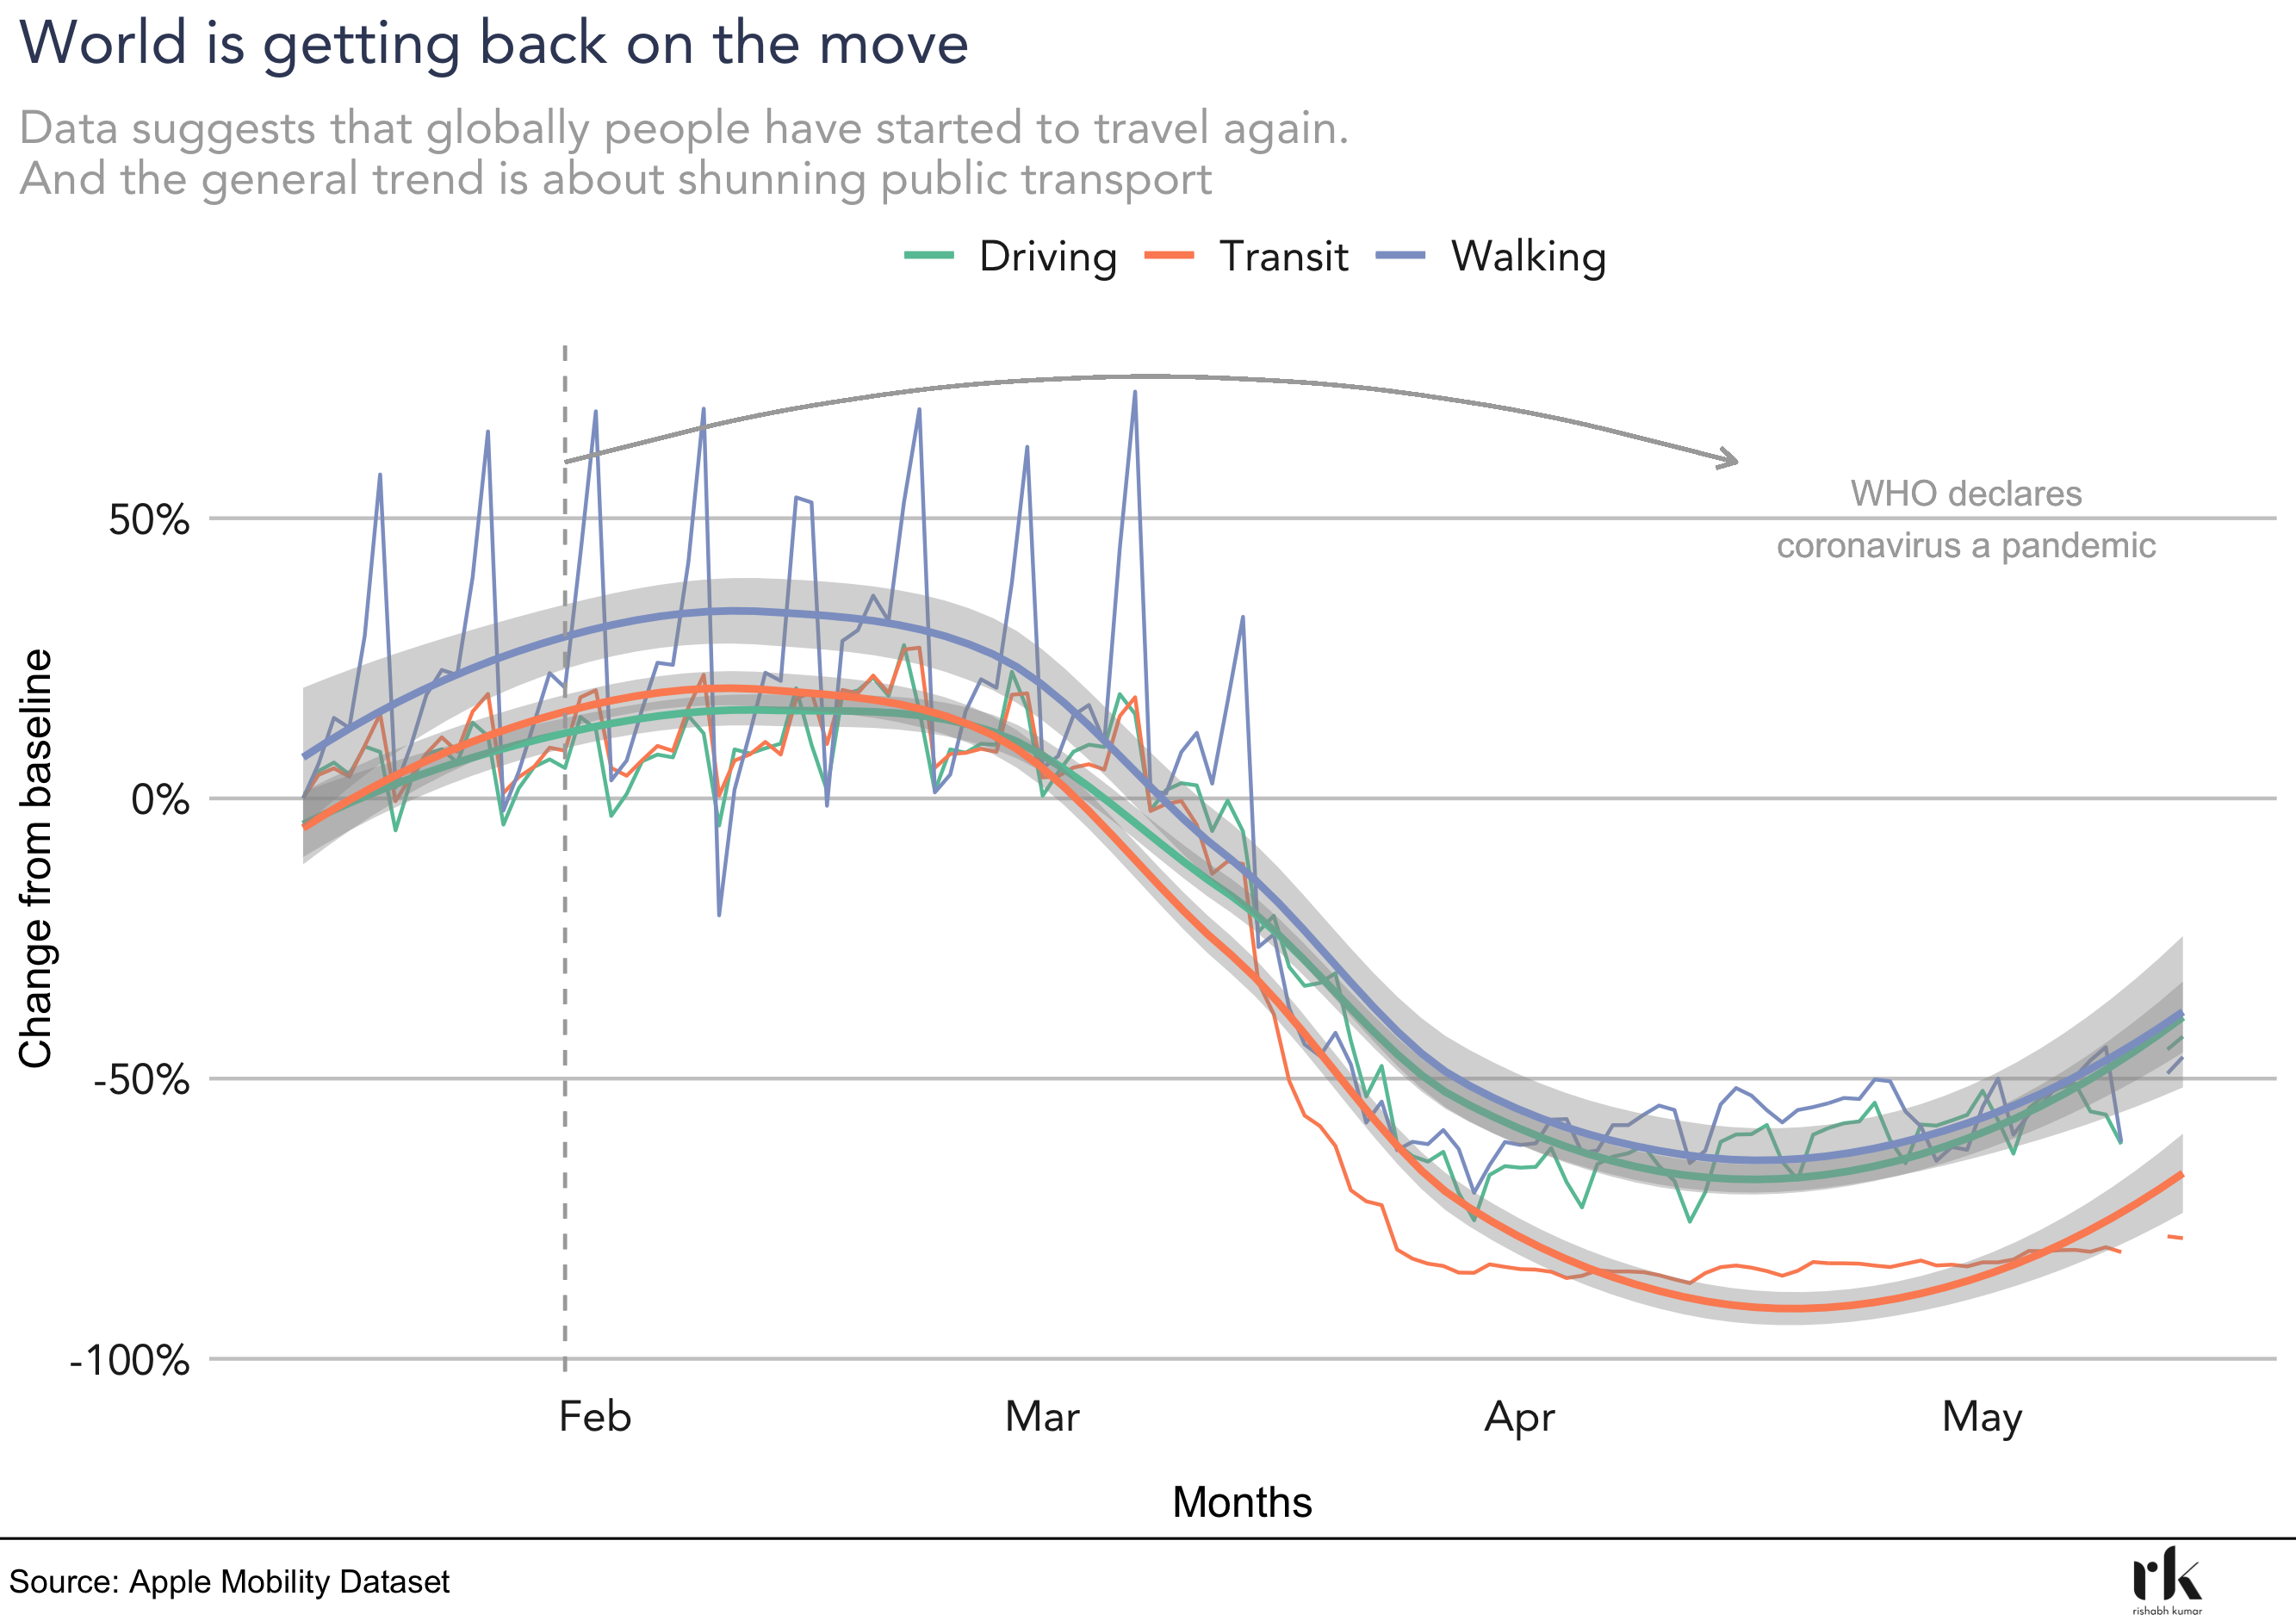 World is getting back on the move
Data suggests that globally people have started to travel again.
And the general trend is about shunning public transport
Driving Transit Walking
WHO declares
coronavirus a pandemic
50%
0%
-50%
-100%
Change from baseline
Feb Mar Apr May
Months
Source: Apple Mobility Dataset
rk
rishabh kumar